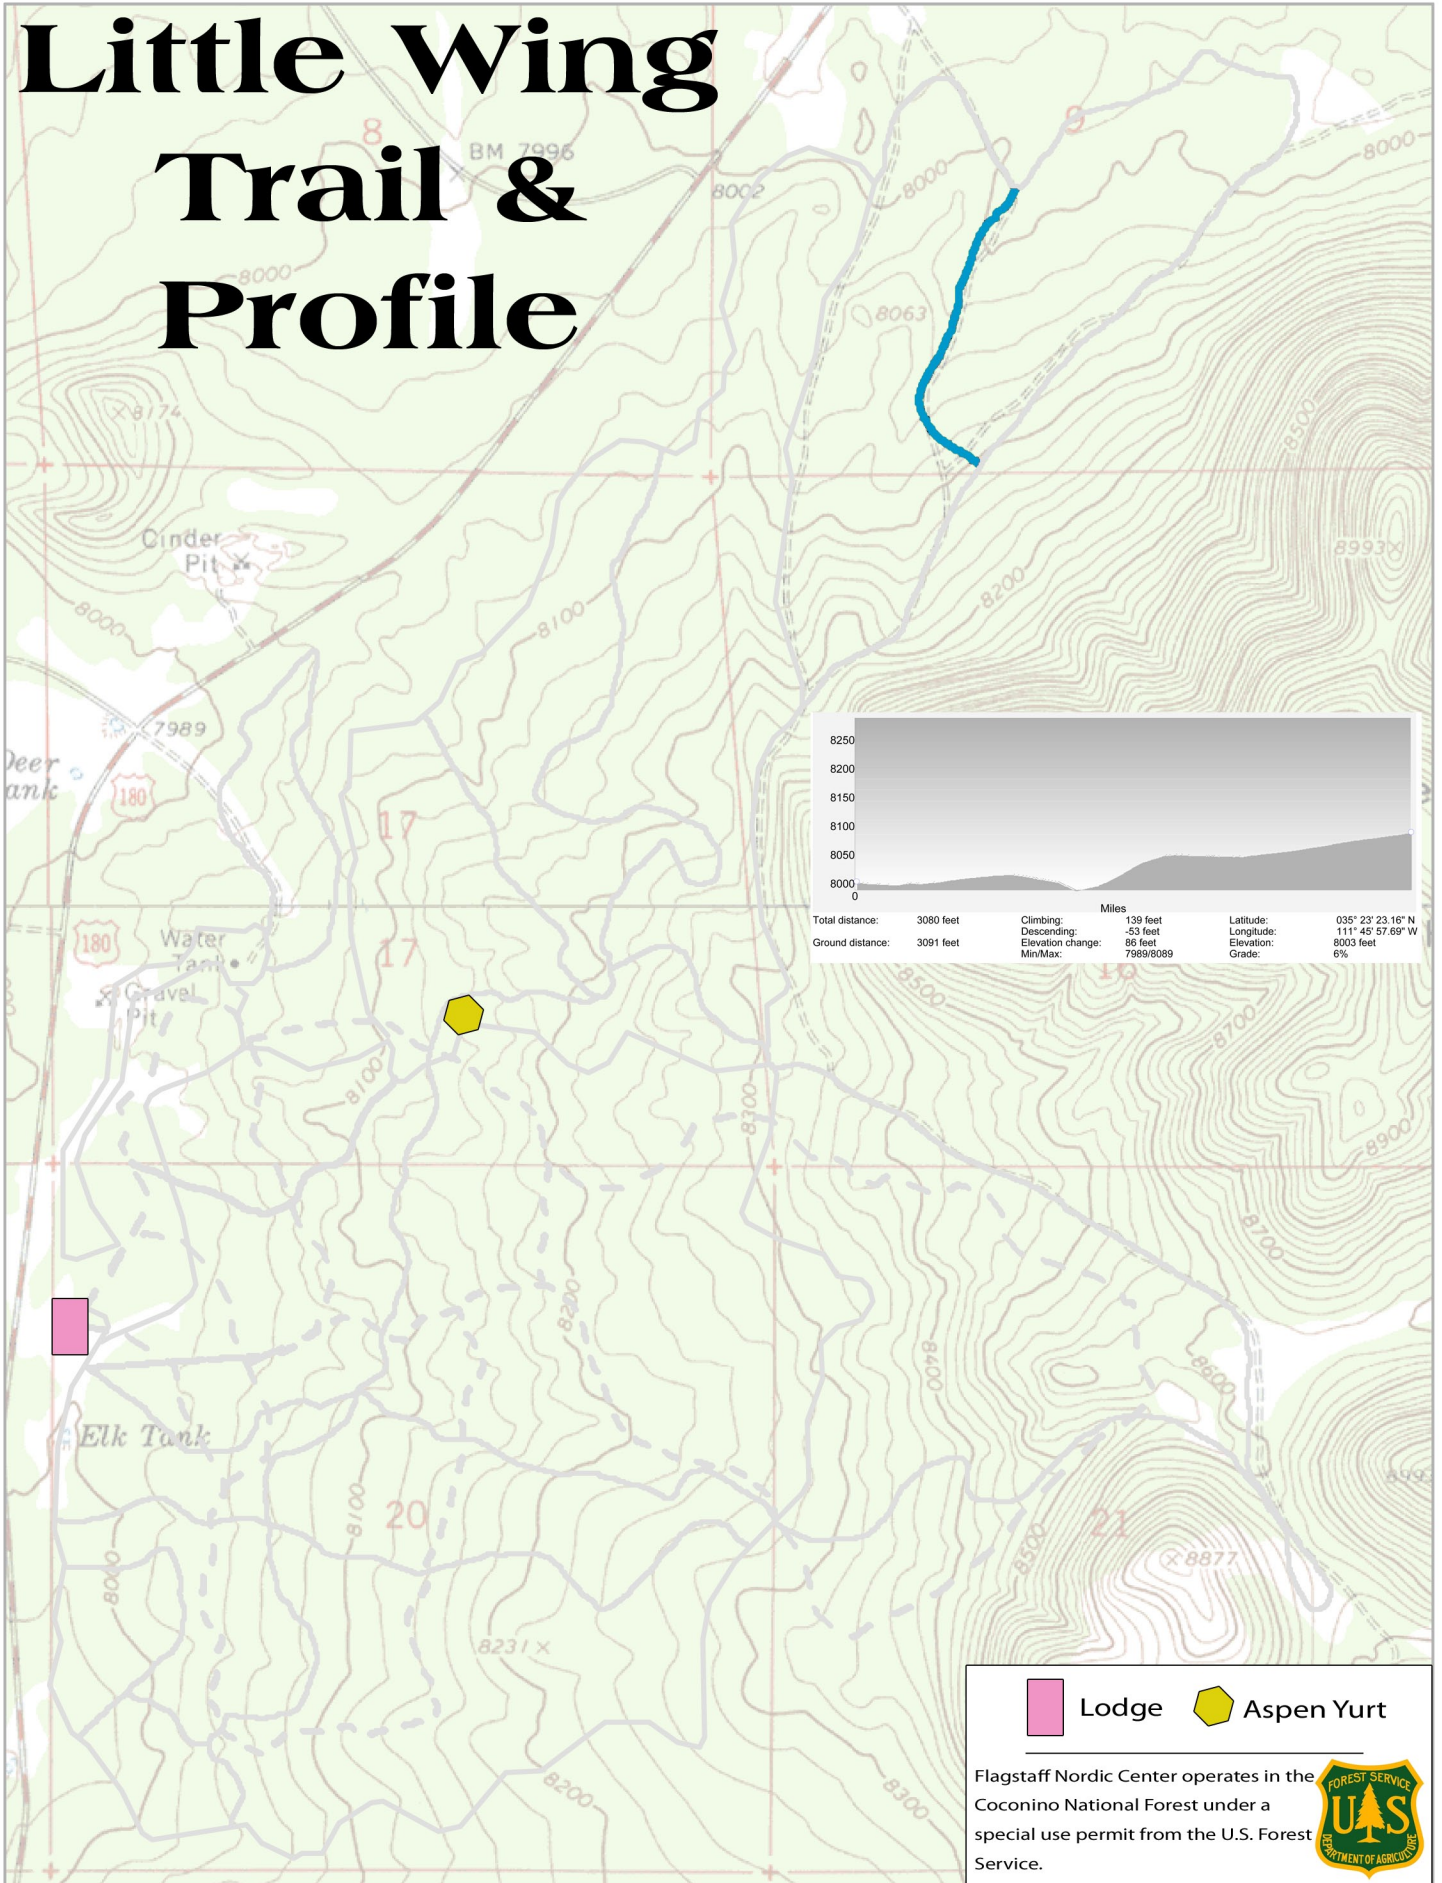 Little Wing
Trail &
Profile
8
BM 7996
8002
9
8000
8000
8000
8063
8174
8500
8993
Cinder
Pit
8000
8200
8100
7989
Deer
ank
180
17
8250
8200
8150
8100
8050
8000
0
Miles
Total distance: 3080 feet Climbing: 139 feet Latitude: 035° 23' 23.16" N
Descending: -53 feet Longitude: 111° 45' 57.69" W
Ground distance: 3091 feet Elevation change: 86 feet Elevation: 8003 feet
Min/Max: 7989/8089 Grade: 6%
180
Water
Tank
17
16
Gravel
Pit
8500
8700
8100
8300
8900
8700
8200
8400
8600
Elk Tank
8100
20
8500
21
8877
8000
8231
8200
8300
Lodge
Aspen Yurt
Flagstaff Nordic Center operates in the
Coconino National Forest under a
special use permit from the U.S. Forest
Service.
FOREST SERVICE
U S
DEPARTMENT OF AGRICULTURE